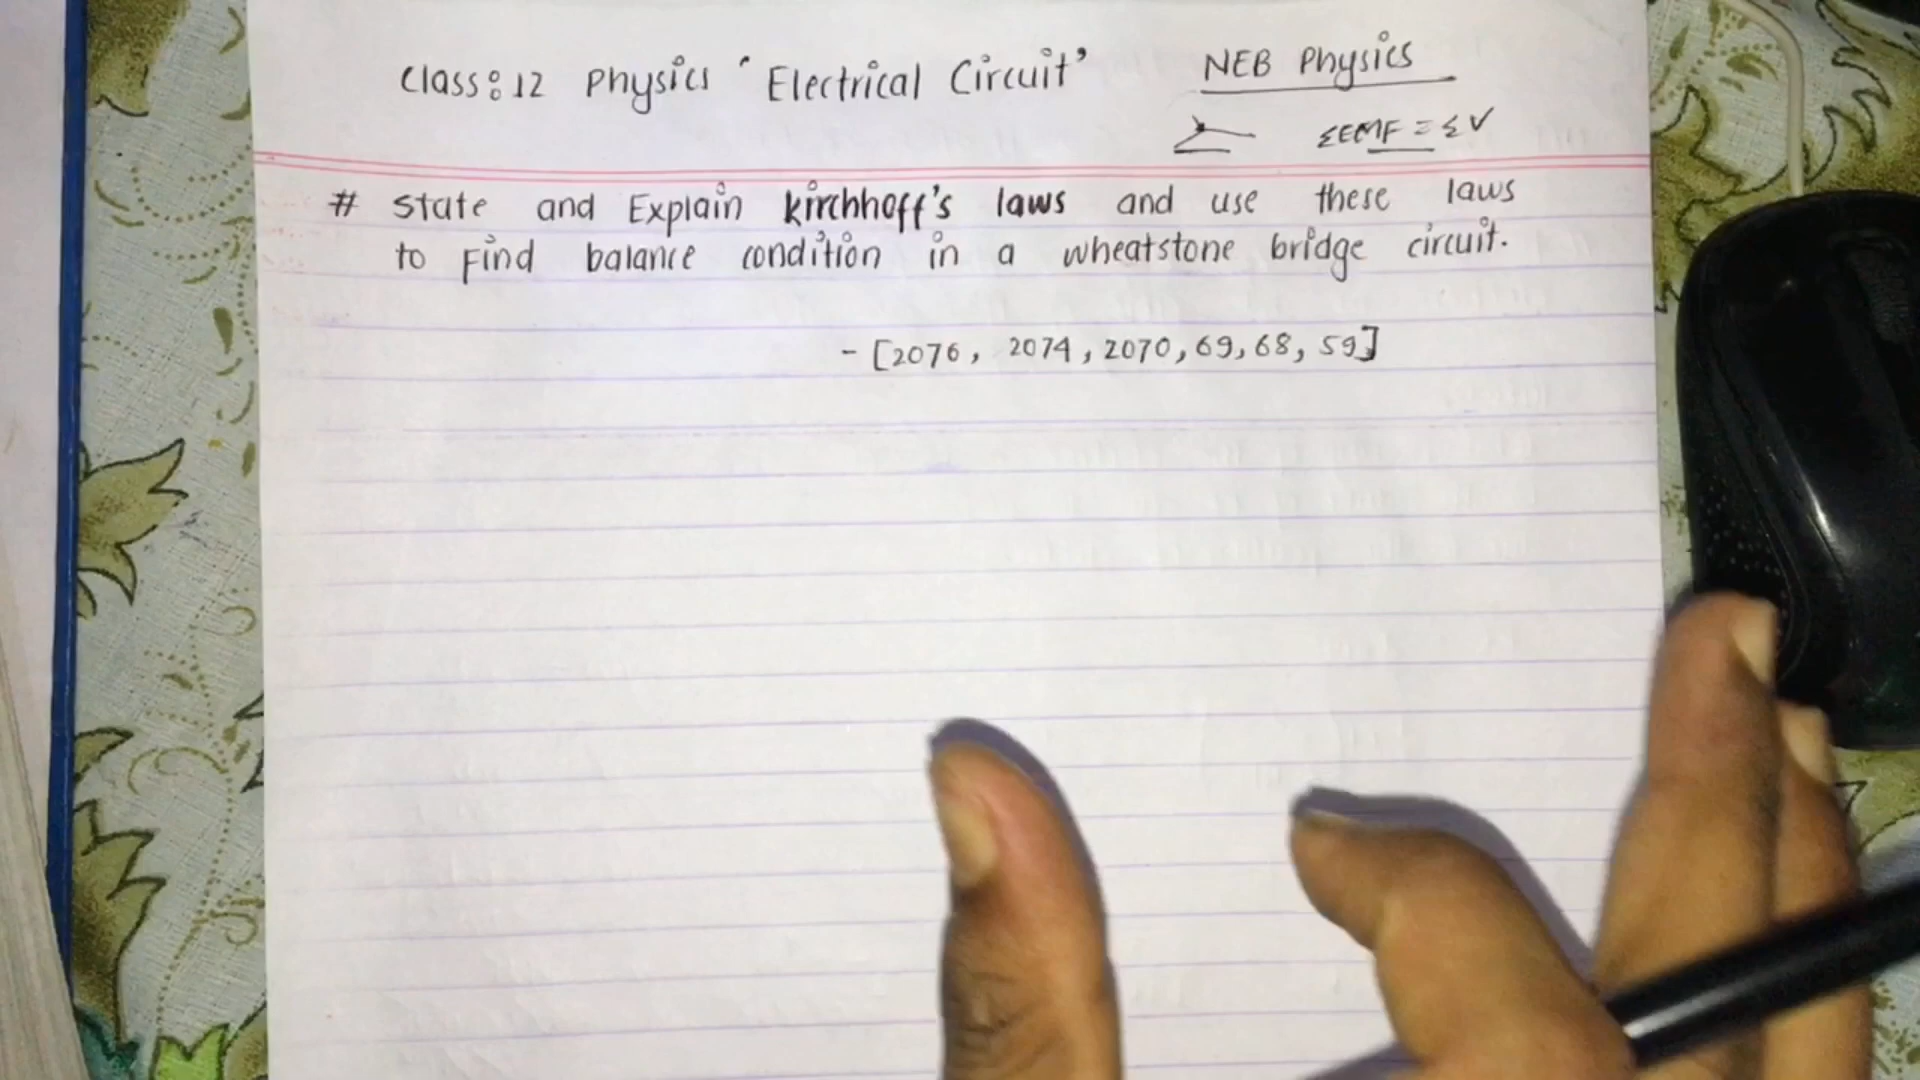 Class: 12 Physics ' Electrical Circuit' NEB Physics
ΣEMF = ΣV
# state and Explain kirchhoff's laws and use these laws
to Find balance condition in a wheatstone bridge circuit.
- [2076, 2074, 2070, 69, 68, 59]